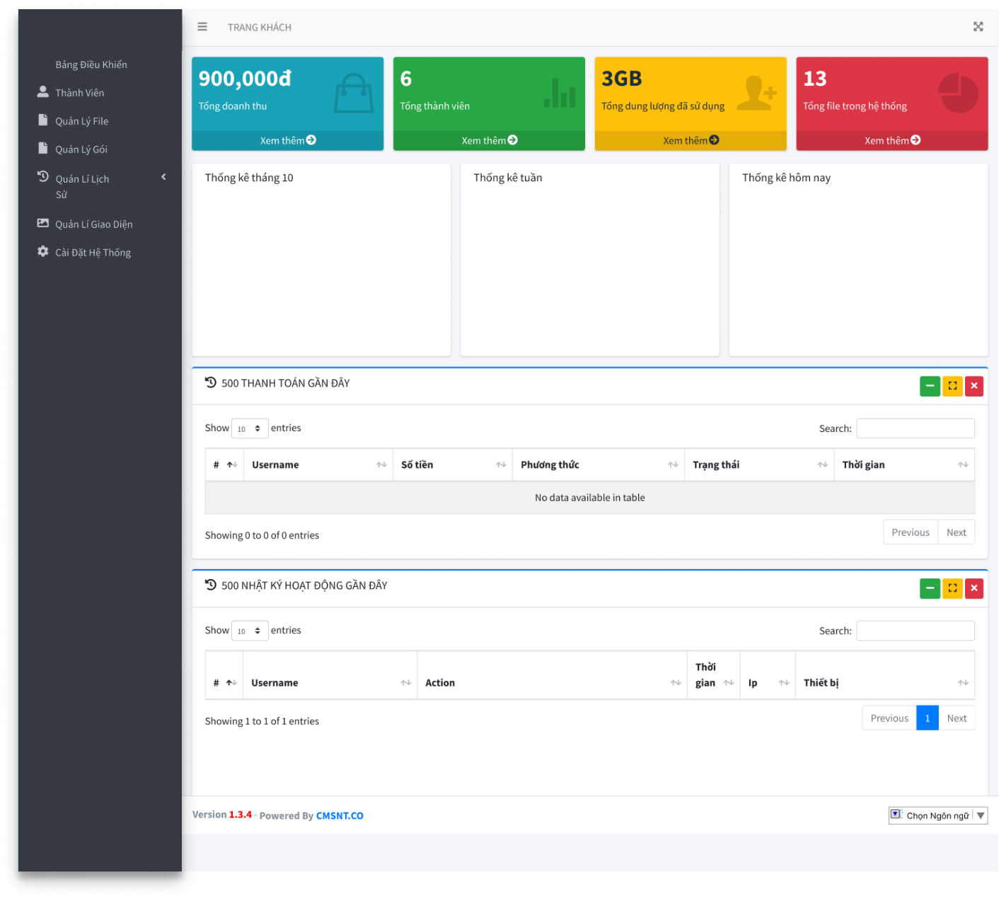 TRANG KHÁCH
Bảng Điều Khiển
Thành Viên
Quản Lý File
Quản Lý Gói
Quản Lí Lịch
Sử
Quản Lí Giao Diện
Cài Đặt Hệ Thống
900,000đ
Tổng doanh thu
Xem thêm
6
Tổng thành viên
Xem thêm
3GB
Tổng dung lượng đã sử dụng
Xem thêm
13
Tổng file trong hệ thống
Xem thêm
Thống kê tháng 10
Thống kê tuần
Thống kê hôm nay
500 THANH TOÁN GẦN ĐÂY
Show 10 entries
Search:
# Username Số tiền Phương thức Trạng thái Thời gian
No data available in table
Showing 0 to 0 of 0 entries
Previous Next
500 NHẬT KÝ HOẠT ĐỘNG GẦN ĐÂY
Show 10 entries
Search:
# Username Action Thời gian Ip Thiết bị
Showing 1 to 1 of 1 entries
Previous 1 Next
Version 1.3.4 - Powered By CMSNT.CO
Chọn Ngôn ngữ